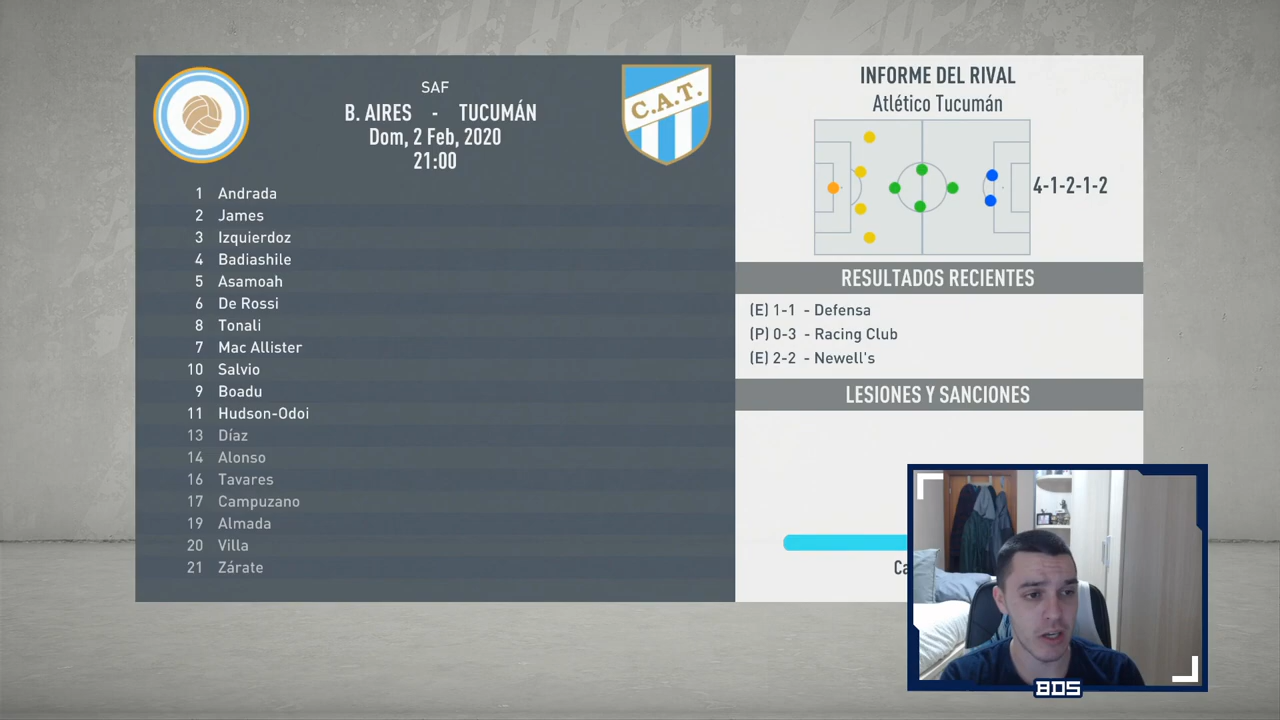 SAF
B. AIRES - TUCUMÁN
Dom, 2 Feb, 2020
21:00
C.A.T.
1 Andrada
2 James
3 Izquierdoz
4 Badiashile
5 Asamoah
6 De Rossi
8 Tonali
7 Mac Allister
10 Salvio
9 Boadu
11 Hudson-Odoi
13 Díaz
14 Alonso
16 Tavares
17 Campuzano
19 Almada
20 Villa
21 Zárate
INFORME DEL RIVAL
Atlético Tucumán
4-1-2-1-2
RESULTADOS RECIENTES
(E) 1-1 - Defensa
(P) 0-3 - Racing Club
(E) 2-2 - Newell's
LESIONES Y SANCIONES
BDS